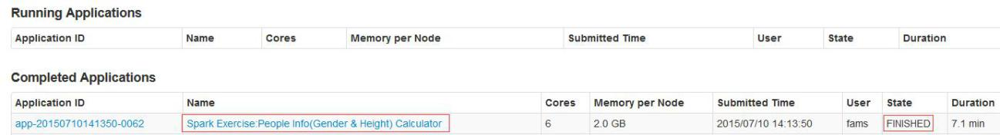 Running Applications
Application ID Name Cores Memory per Node Submitted Time User State Duration
Completed Applications
Application ID Name Cores Memory per Node Submitted Time User State Duration
app-20150710141350-0062 Spark Exercise:People Info(Gender & Height) Calculator 6 2.0 GB 2015/07/10 14:13:50 fams FINISHED 7.1 min